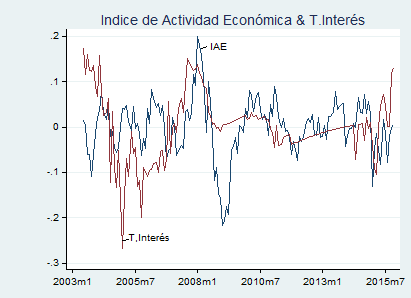 Indice de Actividad Económica & T.Interés
.2
.1
0
-.1
-.2
-.3
IAE
T,Interés
2003m1
2005m7
2008m1
2010m7
2013m1
2015m7